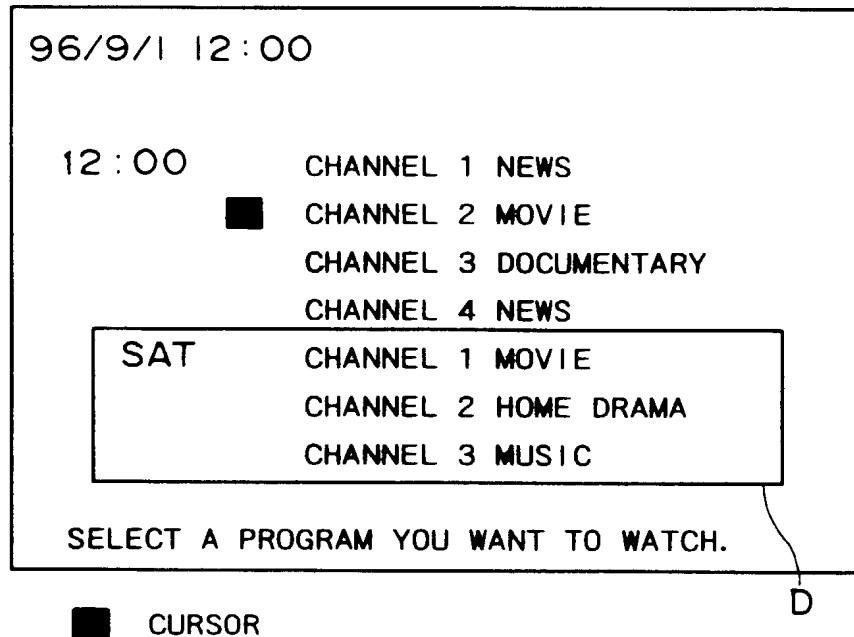 96/9/1 12:00
12:00 CHANNEL 1 NEWS
CHANNEL 2 MOVIE
CHANNEL 3 DOCUMENTARY
CHANNEL 4 NEWS
SAT CHANNEL 1 MOVIE
CHANNEL 2 HOME DRAMA
CHANNEL 3 MUSIC
SELECT A PROGRAM YOU WANT TO WATCH.
D
CURSOR